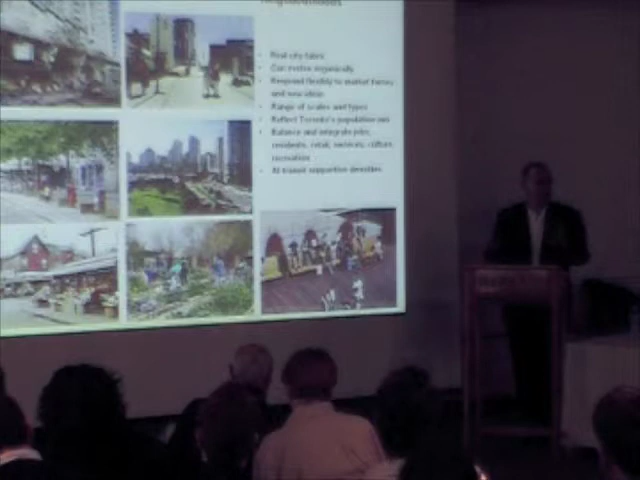 Neighbourhoods
Real city fabric
Can evolve organically
Respond flexibly to market forces
and new ideas
Range of scales and types
Reflect Toronto's population mix
Balance and integrate jobs,
residents, retail, services, culture,
recreation
At transit supportive densities